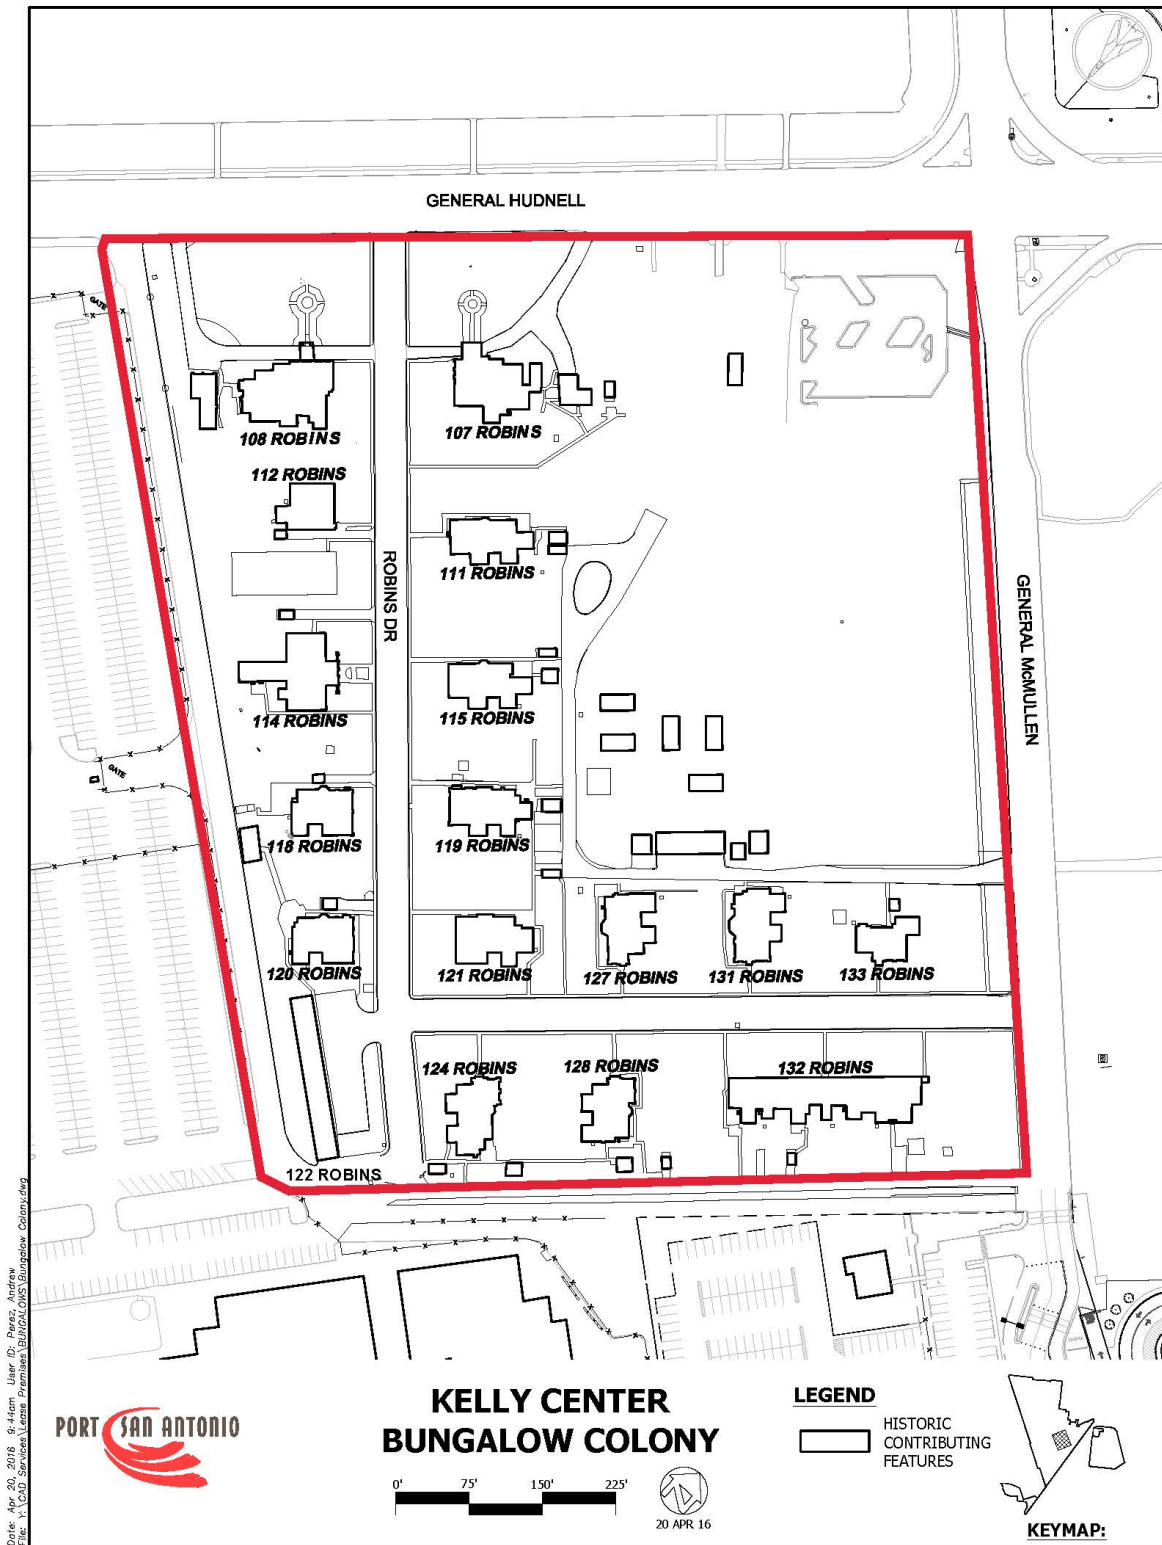 GENERAL HUDNELL
GATE
108 ROBINS
107 ROBINS
112 ROBINS
111 ROBINS
ROBINS DR
GENERAL McMULLEN
114 ROBINS
115 ROBINS
GATE
118 ROBINS
119 ROBINS
120 ROBINS
121 ROBINS
127 ROBINS
131 ROBINS
133 ROBINS
124 ROBINS
128 ROBINS
132 ROBINS
122 ROBINS
Date: Apr 20, 2016 9:44am User ID: Perez, Andrew
File: Y:\CAD Services\Lease Premises\BUNGALOWS\Bungalow Colony.dwg
PORT SAN ANTONIO
KELLY CENTER
BUNGALOW COLONY
0' 75' 150' 225'
20 APR 16
LEGEND
HISTORIC
CONTRIBUTING
FEATURES
KEYMAP: